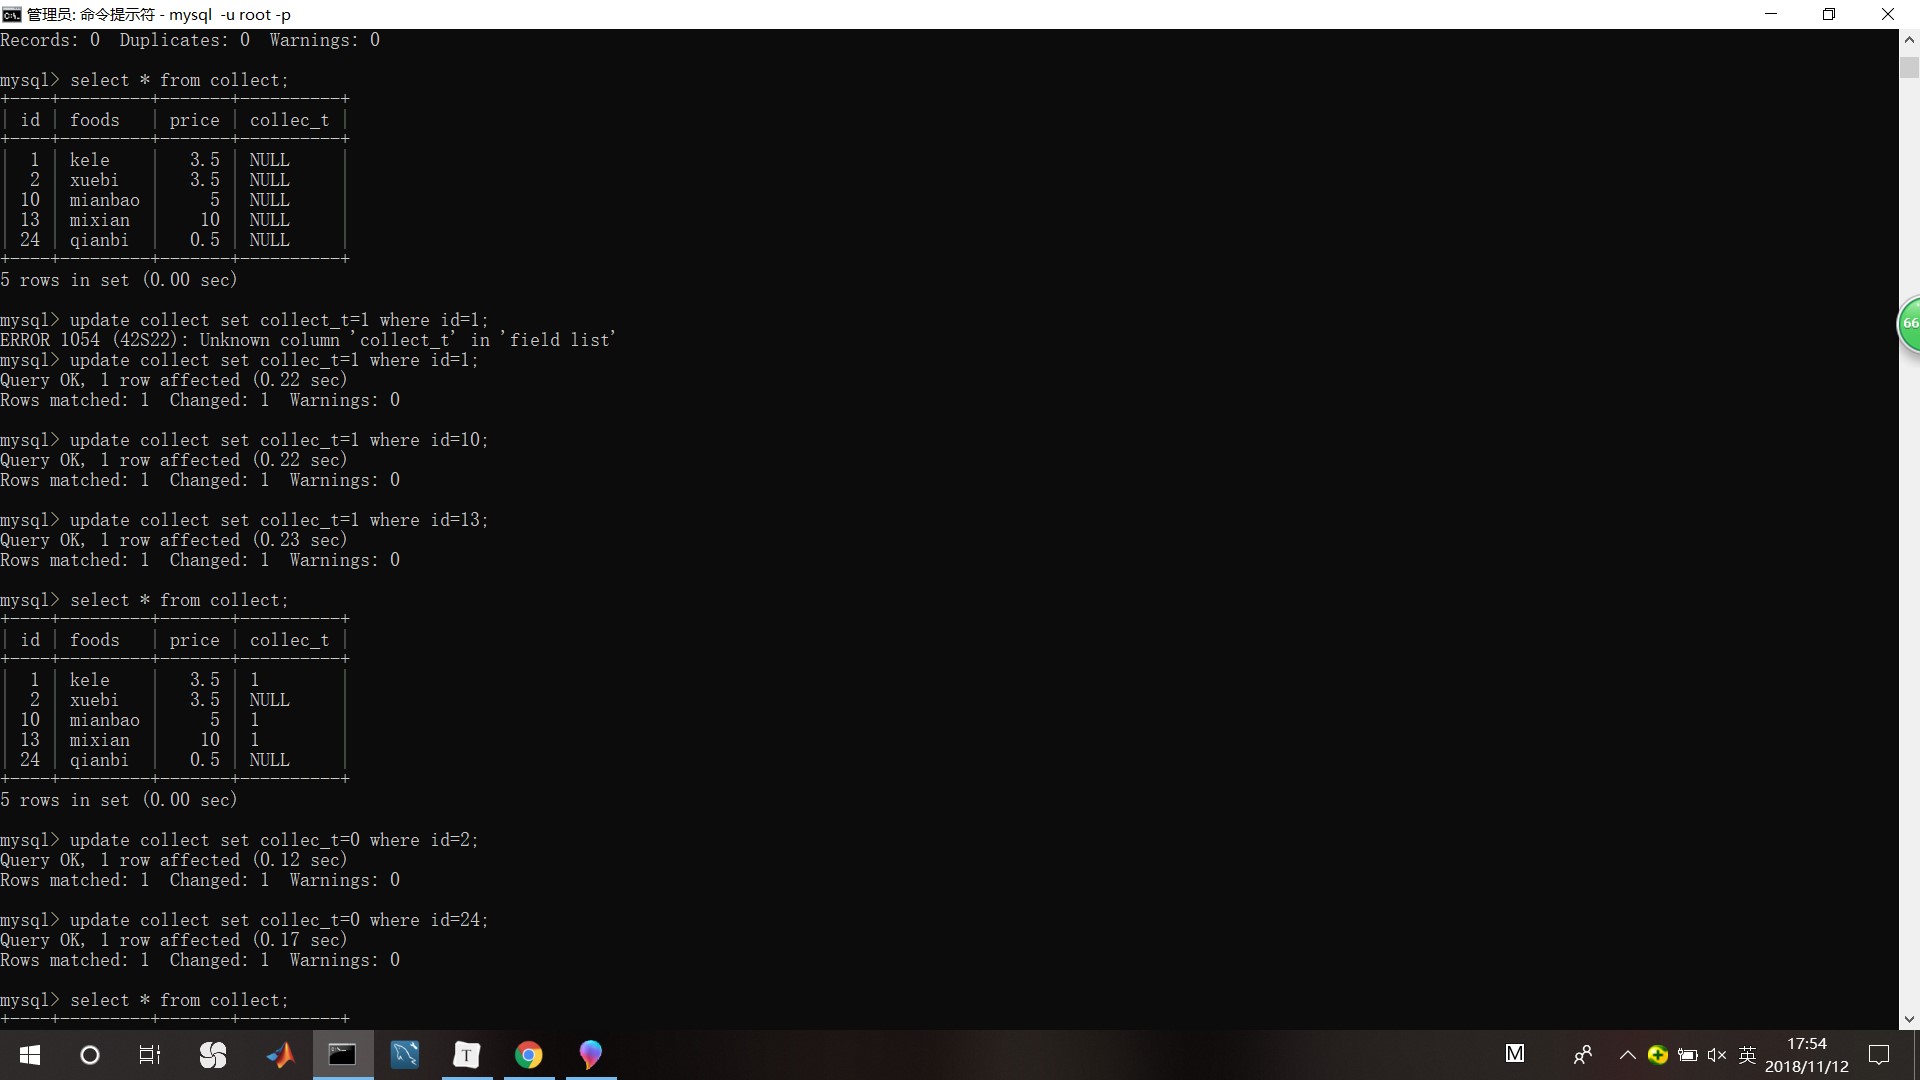 管理员: 命令提示符 - mysql  -u root -p
Records: 0  Duplicates: 0  Warnings: 0
mysql> select * from collect;
+----+---------+-------+----------+
| id | foods   | price | collec_t |
+----+---------+-------+----------+
|  1 | kele    |   3.5 | NULL     |
|  2 | xuebi   |   3.5 | NULL     |
| 10 | mianbao |     5 | NULL     |
| 13 | mixian  |    10 | NULL     |
| 24 | qianbi  |   0.5 | NULL     |
+----+---------+-------+----------+
5 rows in set (0.00 sec)
mysql> update collect set collect_t=1 where id=1;
ERROR 1054 (42S22): Unknown column 'collect_t' in 'field list'
mysql> update collect set collec_t=1 where id=1;
Query OK, 1 row affected (0.22 sec)
Rows matched: 1  Changed: 1  Warnings: 0
mysql> update collect set collec_t=1 where id=10;
Query OK, 1 row affected (0.22 sec)
Rows matched: 1  Changed: 1  Warnings: 0
mysql> update collect set collec_t=1 where id=13;
Query OK, 1 row affected (0.23 sec)
Rows matched: 1  Changed: 1  Warnings: 0
mysql> select * from collect;
+----+---------+-------+----------+
| id | foods   | price | collec_t |
+----+---------+-------+----------+
|  1 | kele    |   3.5 | 1        |
|  2 | xuebi   |   3.5 | NULL     |
| 10 | mianbao |     5 | 1        |
| 13 | mixian  |    10 | 1        |
| 24 | qianbi  |   0.5 | NULL     |
+----+---------+-------+----------+
5 rows in set (0.00 sec)
mysql> update collect set collec_t=0 where id=2;
Query OK, 1 row affected (0.12 sec)
Rows matched: 1  Changed: 1  Warnings: 0
mysql> update collect set collec_t=0 where id=24;
Query OK, 1 row affected (0.17 sec)
Rows matched: 1  Changed: 1  Warnings: 0
mysql> select * from collect;
+----+---------+-------+----------+
66
T
M
英
17:54
2018/11/12